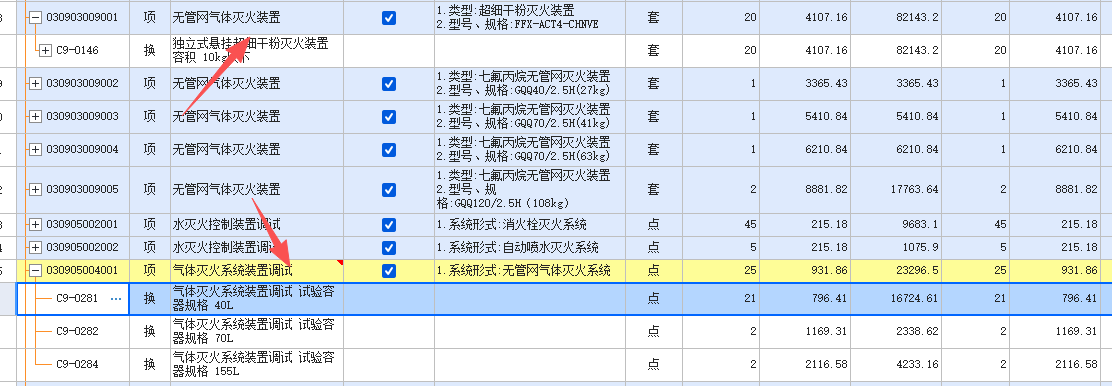 030903009001 项 无管网气体灭火装置 1.类型:超细干粉灭火装置 套 20 4107.16 82143.2 20 4107.16
2.型号、规格:FFX-ACT4-CHNVE
C9-0146 换 独立式悬挂超细干粉灭火装置 套 20 4107.16 82143.2 20 4107.16
容积 10kg 下
030903009002 项 无管网气体灭火装置 1.类型:七氟丙烷无管网灭火装置 套 1 3365.43 3365.43 1 3365.43
2.型号、规格:GQQ40/2.5H(27kg)
030903009003 项 无管网气体灭火装置 1.类型:七氟丙烷无管网灭火装置 套 1 5410.84 5410.84 1 5410.84
2.型号、规格:GQQ70/2.5H(41kg)
030903009004 项 无管网气体灭火装置 1.类型:七氟丙烷无管网灭火装置 套 1 6210.84 6210.84 1 6210.84
2.型号、规格:GQQ70/2.5H(63kg)
030903009005 项 无管网气体灭火装置 1.类型:七氟丙烷无管网灭火装置 套 2 8881.82 17763.64 2 8881.82
2.型号、规
格:GQQ120/2.5H（108kg）
030905002001 项 水灭火控制装置调试 1.系统形式:消火栓灭火系统 点 45 215.18 9683.1 45 215.18
030905002002 项 水灭火控制装置调试 1.系统形式:自动喷水灭火系统 点 5 215.18 1075.9 5 215.18
030905004001 项 气体灭火系统装置调试 1.系统形式:无管网气体灭火系统 点 25 931.86 23296.5 25 931.86
C9-0281 ··· 换 气体灭火系统装置调试 试验容 点 21 796.41 16724.61 21 796.41
器规格 40L
C9-0282 换 气体灭火系统装置调试 试验容 点 2 1169.31 2338.62 2 1169.31
器规格 70L
C9-0284 换 气体灭火系统装置调试 试验容 点 2 2116.58 4233.16 2 2116.58
器规格 155L